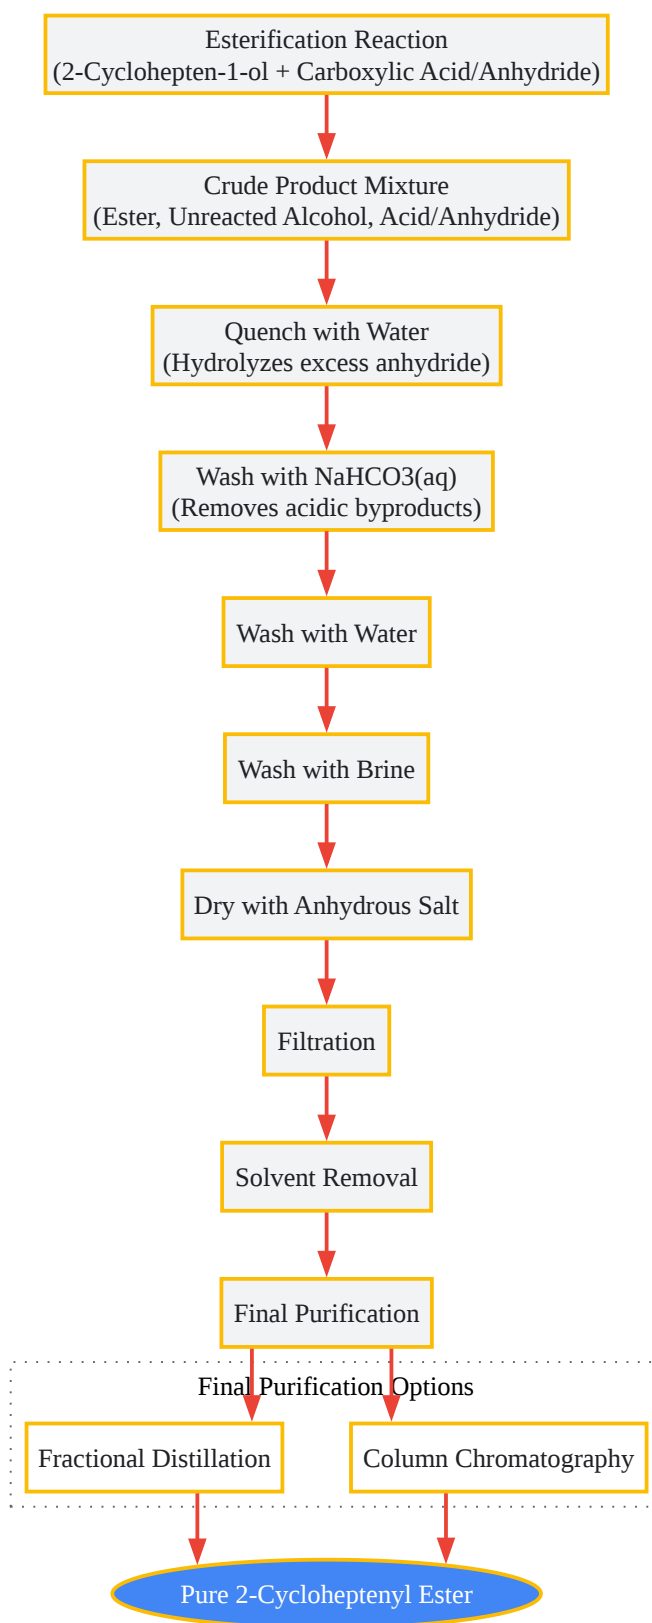 Esterification Reaction
(2-Cyclohepten-1-ol + Carboxylic Acid/Anhydride)
Crude Product Mixture
(Ester, Unreacted Alcohol, Acid/Anhydride)
Quench with Water
(Hydrolyzes excess anhydride)
Wash with NaHCO3(aq)
(Removes acidic byproducts)
Wash with Water
Wash with Brine
Dry with Anhydrous Salt
Filtration
Solvent Removal
Final Purification
Final Purification Options
Fractional Distillation
Column Chromatography
Pure 2-Cycloheptenyl Ester